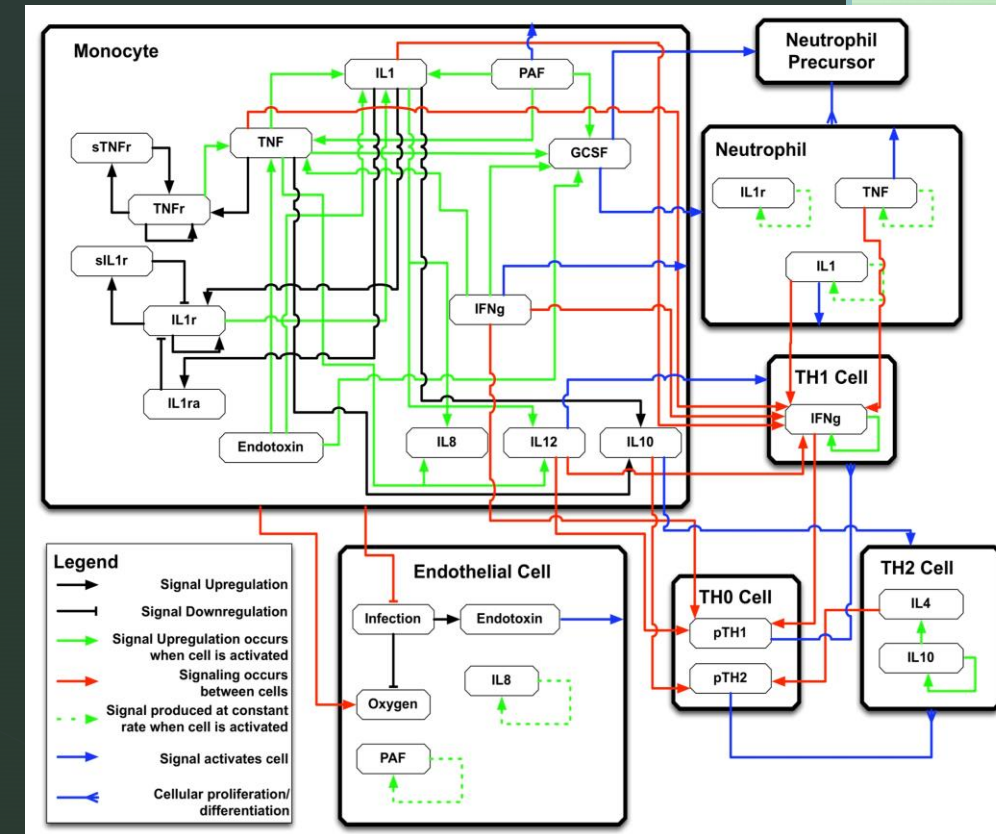 Monocyte
IL1
PAF
TNF
GCSF
sTNFr
TNFr
sIL1r
IL1r
IL1ra
IFNg
Endotoxin
IL8
IL12
IL10
Neutrophil
Precursor
Neutrophil
IL1r
TNF
IL1
TH1 Cell
IFNg
Legend
Signal Upregulation
Signal Downregulation
Signal Upregulation occurs
when cell is activated
Signaling occurs
between cells
Signal produced at constant
rate when cell is activated
Signal activates cell
Cellular proliferation/
differentiation
Endothelial Cell
Infection
Endotoxin
IL8
Oxygen
PAF
TH0 Cell
pTH1
pTH2
TH2 Cell
IL4
IL10